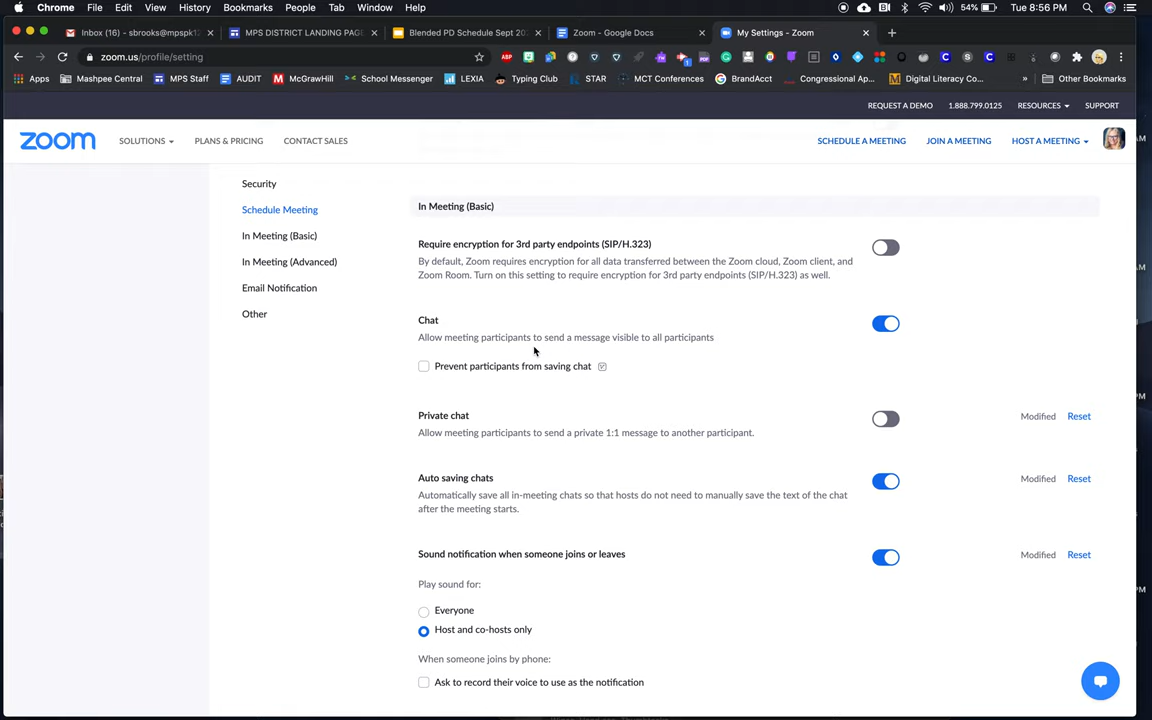 Chrome File Edit View History Bookmarks People Tab Window Help 54% Tue 8:56 PM
Inbox (16) - sbrooks@mpspk1 MPS DISTRICT LANDING PAGE Blended PD Schedule Sept 20 Zoom - Google Docs My Settings - Zoom
zoom.us/profile/setting
Apps Mashpee Central MPS Staff AUDIT McGrawHill School Messenger LEXIA Typing Club STAR MCT Conferences BrandAcct Congressional Ap... Digital Literacy Co... » Other Bookmarks
REQUEST A DEMO 1.888.799.0125 RESOURCES SUPPORT
zoom SOLUTIONS PLANS & PRICING CONTACT SALES SCHEDULE A MEETING JOIN A MEETING HOST A MEETING
Security
Schedule Meeting
In Meeting (Basic)
In Meeting (Advanced)
Email Notification
Other
In Meeting (Basic)
Require encryption for 3rd party endpoints (SIP/H.323)
By default, Zoom requires encryption for all data transferred between the Zoom cloud, Zoom client, and
Zoom Room. Turn on this setting to require encryption for 3rd party endpoints (SIP/H.323) as well.
Chat
Allow meeting participants to send a message visible to all participants
Prevent participants from saving chat
Private chat Modified Reset
Allow meeting participants to send a private 1:1 message to another participant.
Auto saving chats Modified Reset
Automatically save all in-meeting chats so that hosts do not need to manually save the text of the chat
after the meeting starts.
Sound notification when someone joins or leaves Modified Reset
Play sound for:
Everyone
Host and co-hosts only
When someone joins by phone:
Ask to record their voice to use as the notification